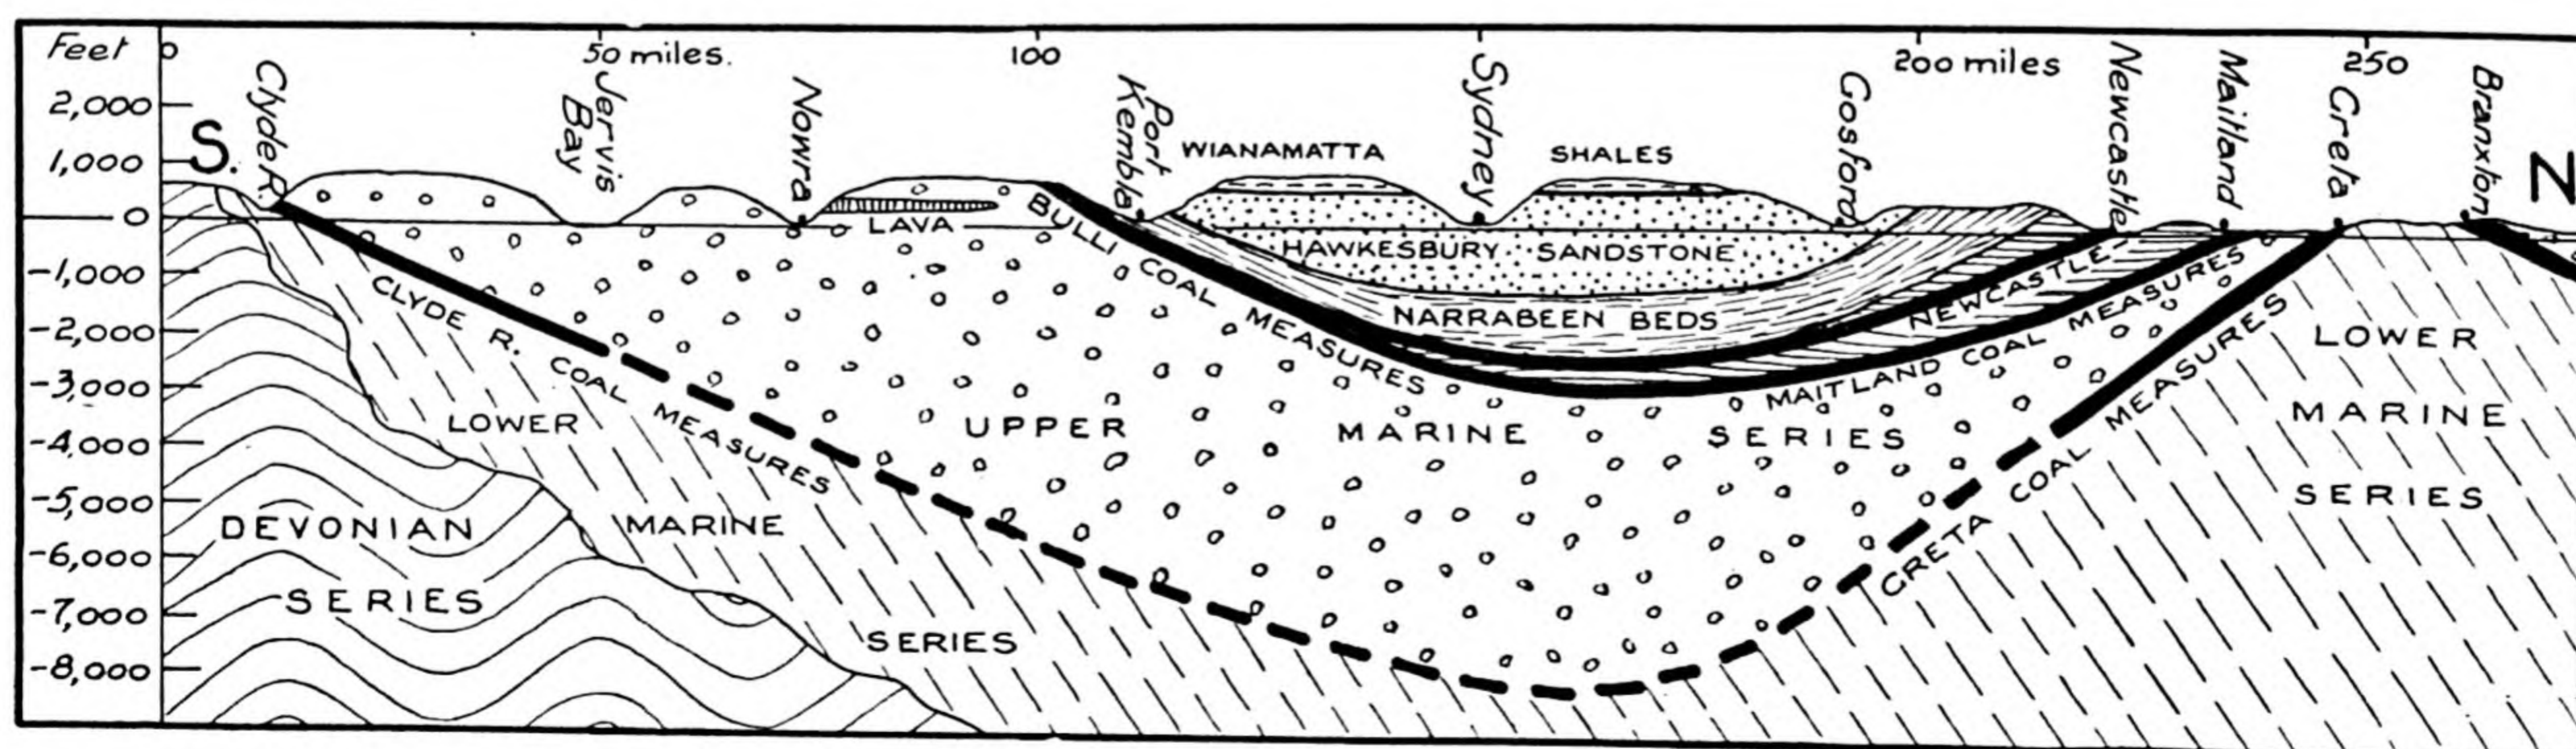 Feet
0
50 miles.
100
200 miles
250
2,000
1,000
0
-1,000
-2,000
-3,000
-4,000
-5,000
-6,000
-7,000
-8,000
S.
N
Clyde R.
Jervis
Bay
Nowra
Port
Kembla
Sydney
Gosford
Newcastle
Maitland
Greta
Branxton
WIANAMATTA SHALES
LAVA
HAWKESBURY SANDSTONE
NARRABEEN BEDS
BULLI COAL MEASURES
NEWCASTLE
MAITLAND COAL MEASURES
CLYDE R. COAL MEASURES
GRETA COAL MEASURES
UPPER MARINE SERIES
LOWER
MARINE
SERIES
LOWER
MARINE
SERIES
DEVONIAN
SERIES